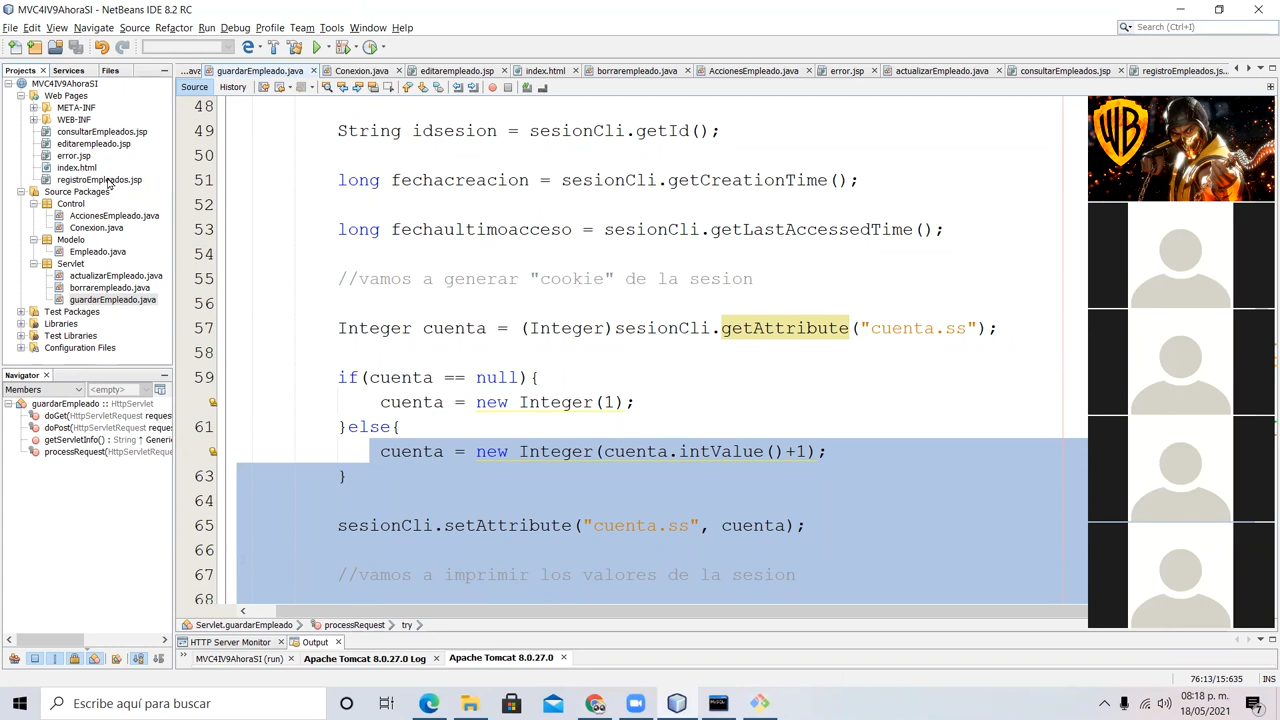 MVC4IV9AhoraSI - NetBeans IDE 8.2 RC
File Edit View Navigate Source Refactor Run Debug Profile Team Tools Window Help
Search (Ctrl+I)
Projects Services Files
...ava guardarEmpleado.java Conexion.java editarempleado.jsp index.html borrarempleado.java error.jsp actualizarEmpleado.java
Source History
MVC4IV9AhoraSI
Web Pages
META-INF
WEB-INF
consultarEmpleados.jsp
editarempleado.jsp
error.jsp
index.html
registroEmpleados.jsp
Source Packages
Control
AccionesEmpleado.java
Conexion.java
Modelo
Empleado.java
Servlet
actualizarEmpleado.java
borrarempleado.java
guardarEmpleado.java
Test Packages
Libraries
Test Libraries
Configuration Files
Navigator
Members <empty>
guardarEmpleado :: HttpServlet
doGet(HttpServletRequest reques
doPost(HttpServletRequest reque
getServletInfo() : String ↑ Generic
processRequest(HttpServletReque
48
49 String idsesion = sesionCli.getId();
50
51 long fechacreacion = sesionCli.getCreationTime();
52
53 long fechaultimoacceso = sesionCli.getLastAccessedTime();
54
55 //vamos a generar "cookie" de la sesion
56
57 Integer cuenta = (Integer)sesionCli.getAttribute("cuenta.ss");
58
59 if(cuenta == null){
cuenta = new Integer(1);
61 }else{
cuenta = new Integer(cuenta.intValue()+1);
63 }
64
65 sesionCli.setAttribute("cuenta.ss", cuenta);
66
67 //vamos a imprimir los valores de la sesion
68
WB
Servlet.guardarEmpleado processRequest try
HTTP Server Monitor Output
MVC4IV9AhoraSI (run) Apache Tomcat 8.0.27.0 Log Apache Tomcat 8.0.27.0
76:13/15:635 INS
Escribe aquí para buscar
08:18 p. m.
18/05/2021
7